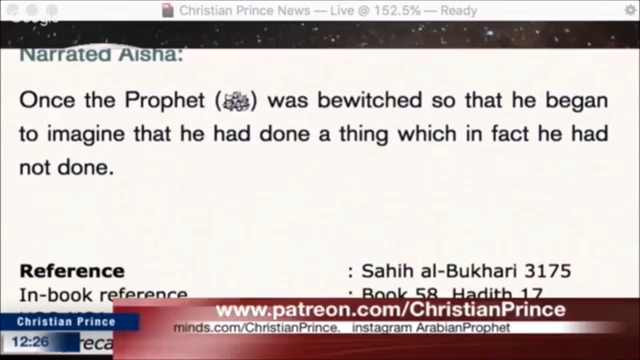 Christian Prince News — Live @ 152.5% — Ready
Google
Narrated Aisha:
Once the Prophet (ﷺ) was bewitched so that he began
to imagine that he had done a thing which in fact he had
not done.
Reference : Sahih al-Bukhari 3175
In-book reference : Book 58, Hadith 17
www.patreon.com/ChristianPrince
Christian Prince
minds.com/ChristianPrince. instagram ArabianProphet
12:26